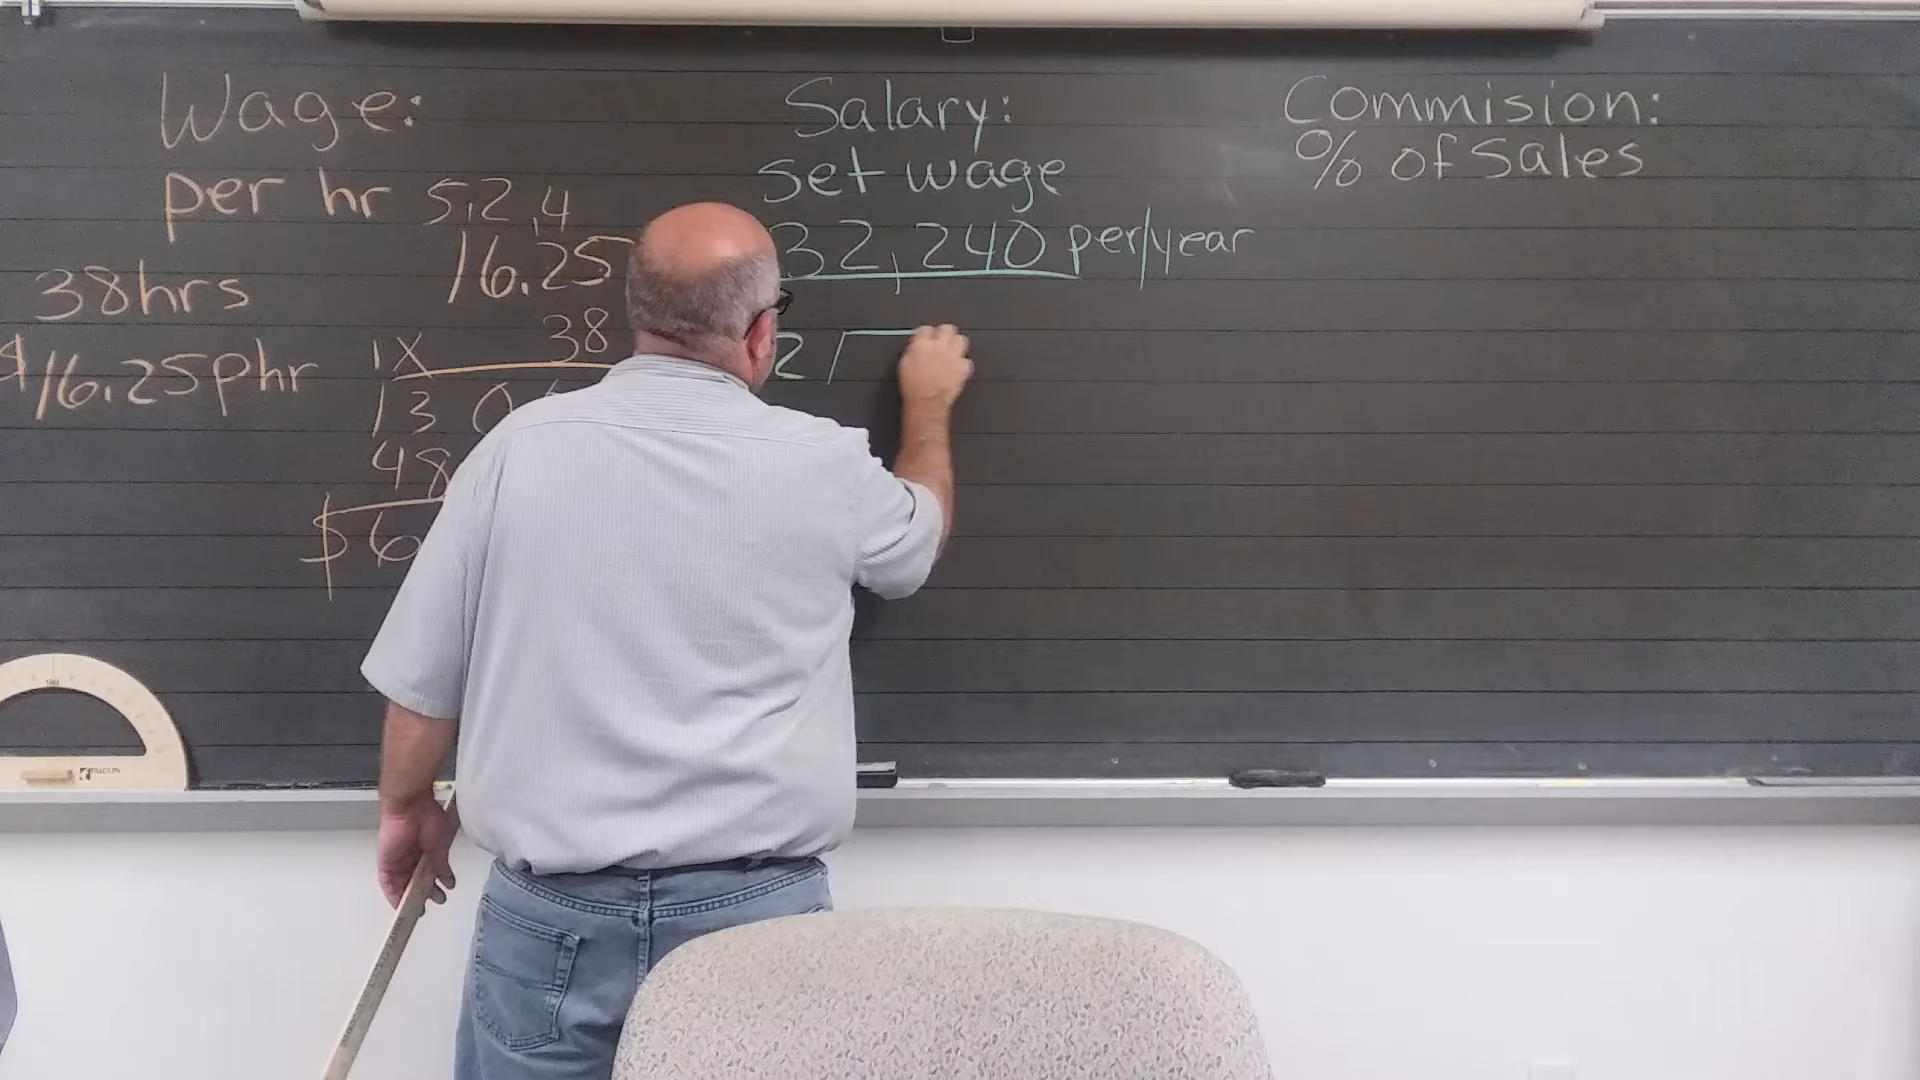 Wage:
per hr
38hrs
$16.25phr
5,2,4
16.25
1X 38
13 0
48
$6
Salary:
set wage
32,240 per/year
2
Commision:
% of Sales